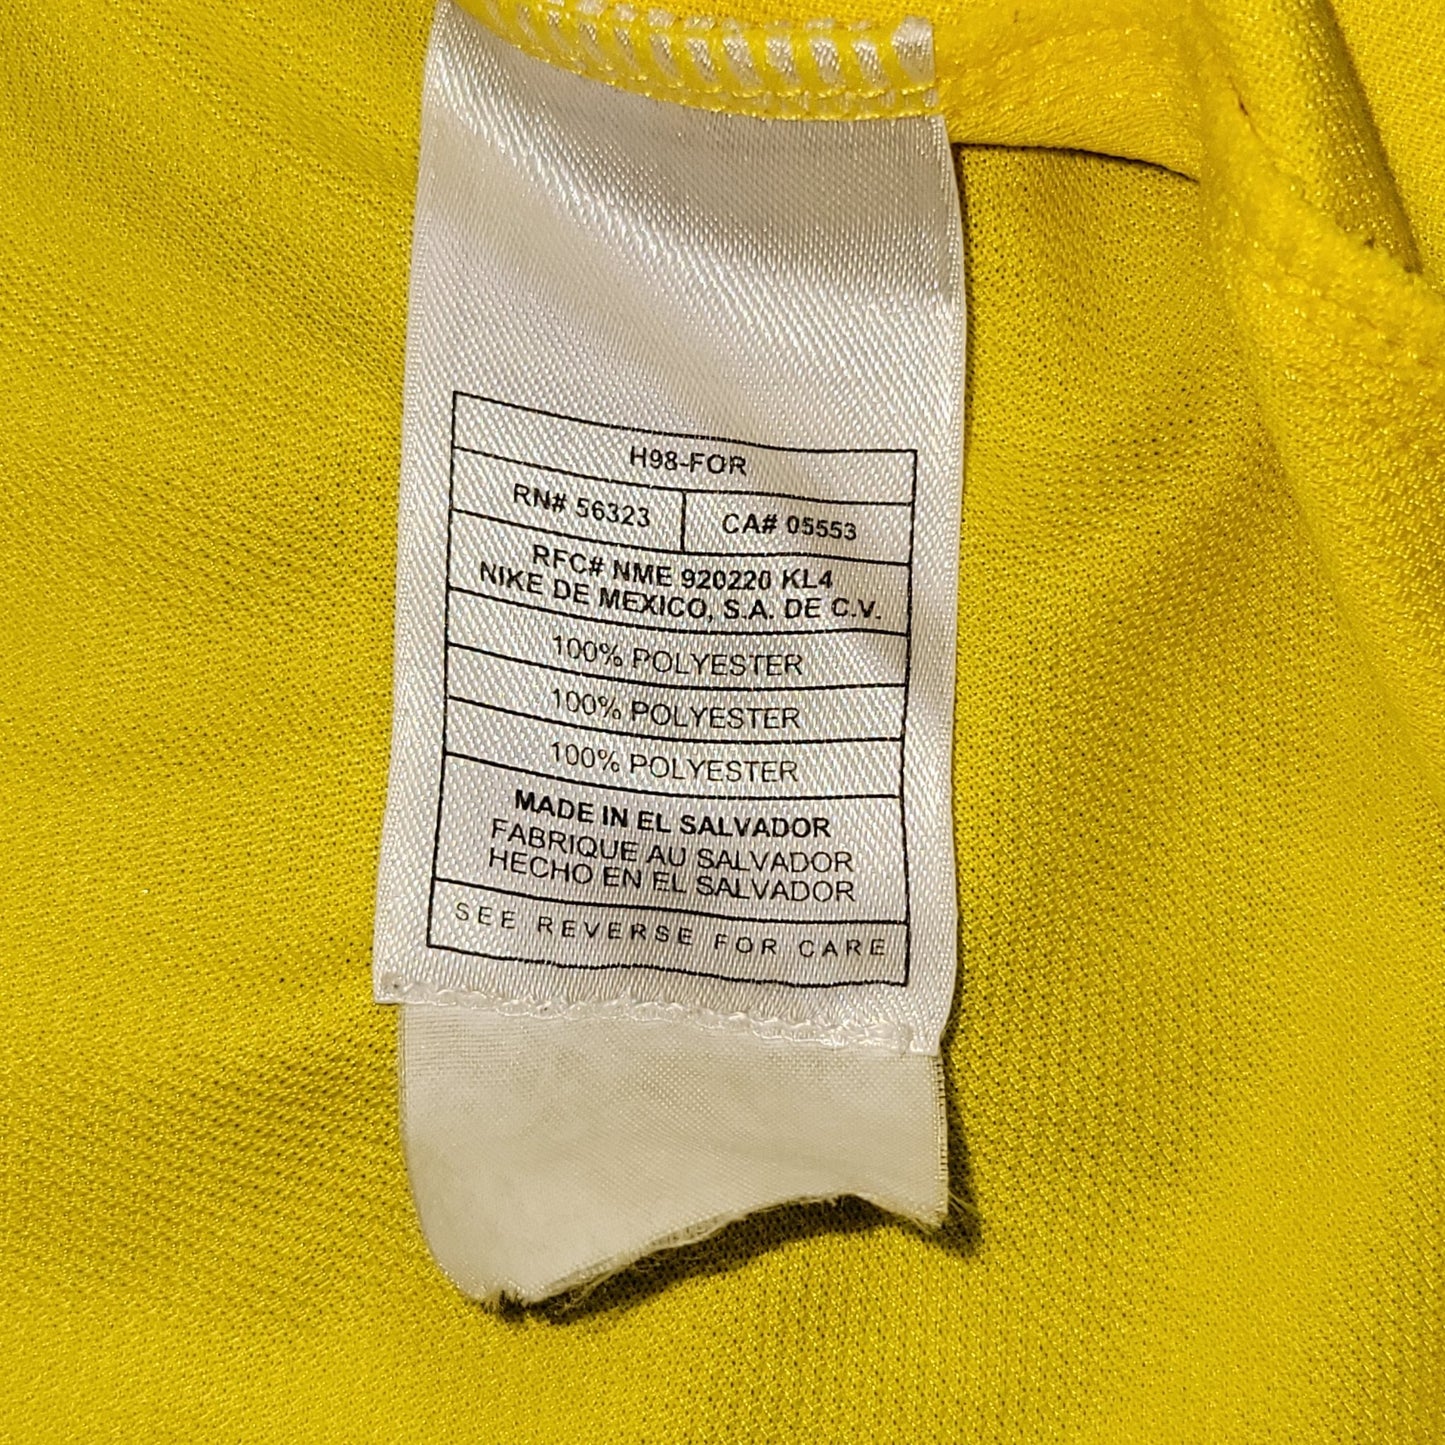 H98-FOR
RN# 56323 CA# 05553
RFC# NME 920220 KL4
NIKE DE MEXICO, S.A. DE C.V.
100% POLYESTER
100% POLYESTER
100% POLYESTER
MADE IN EL SALVADOR
FABRIQUE AU SALVADOR
HECHO EN EL SALVADOR
SEE REVERSE FOR CARE